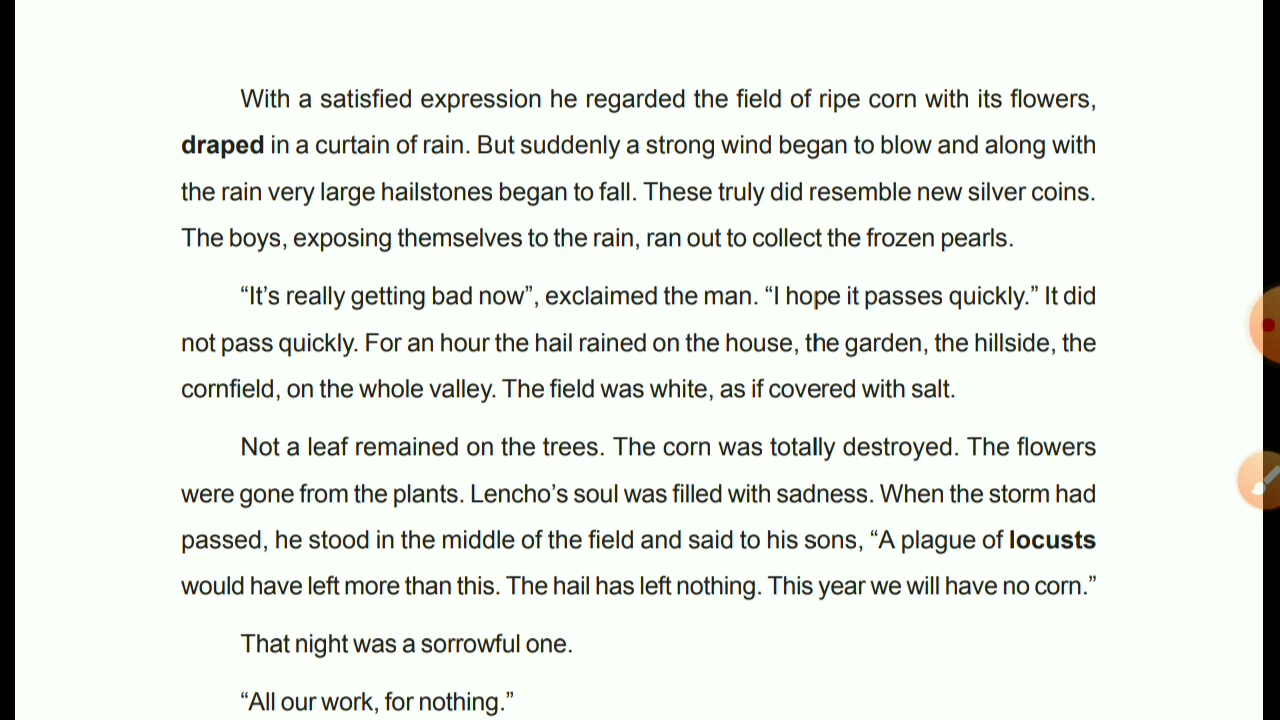 With a satisfied expression he regarded the field of ripe corn with its flowers,
draped in a curtain of rain. But suddenly a strong wind began to blow and along with
the rain very large hailstones began to fall. These truly did resemble new silver coins.
The boys, exposing themselves to the rain, ran out to collect the frozen pearls.
“It’s really getting bad now”, exclaimed the man. “I hope it passes quickly.” It did
not pass quickly. For an hour the hail rained on the house, the garden, the hillside, the
cornfield, on the whole valley. The field was white, as if covered with salt.
Not a leaf remained on the trees. The corn was totally destroyed. The flowers
were gone from the plants. Lencho’s soul was filled with sadness. When the storm had
passed, he stood in the middle of the field and said to his sons, “A plague of locusts
would have left more than this. The hail has left nothing. This year we will have no corn.”
That night was a sorrowful one.
“All our work, for nothing.”